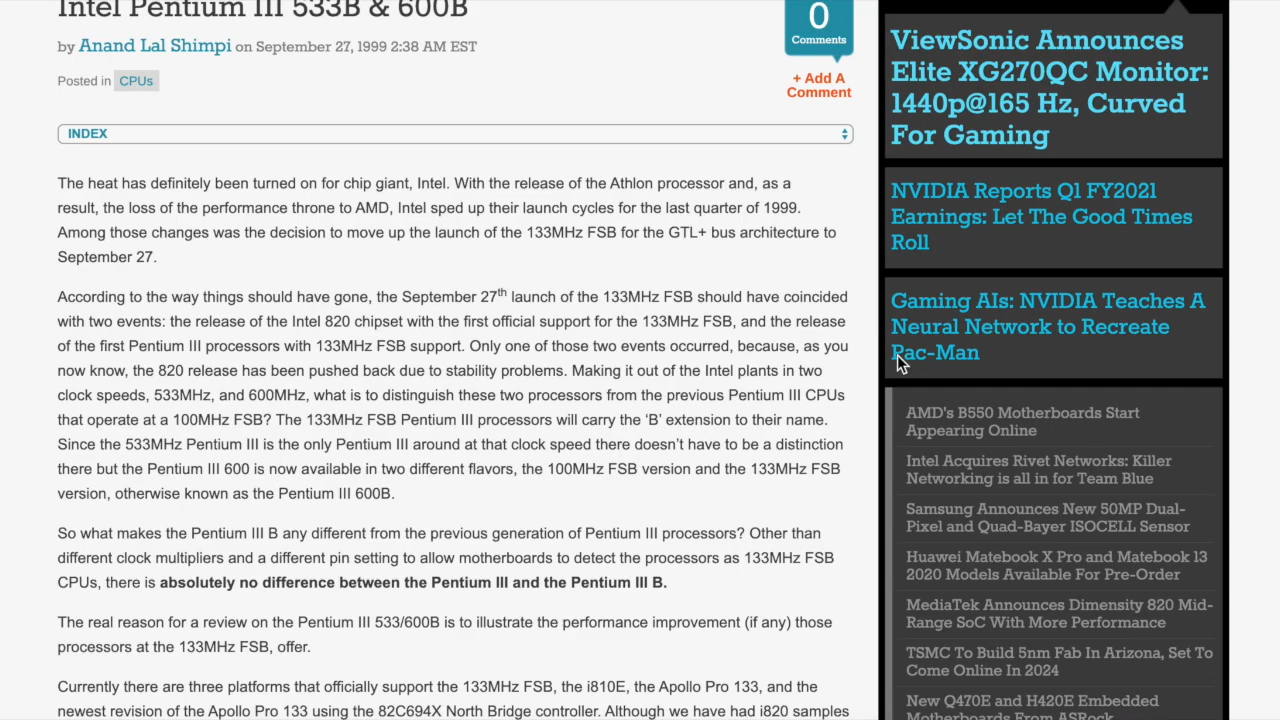 Intel Pentium III 533B & 600B
by Anand Lal Shimpi on September 27, 1999 2:38 AM EST
Posted in CPUs
0
Comments
+ Add A
Comment
INDEX
The heat has definitely been turned on for chip giant, Intel. With the release of the Athlon processor and, as a
result, the loss of the performance throne to AMD, Intel sped up their launch cycles for the last quarter of 1999.
Among those changes was the decision to move up the launch of the 133MHz FSB for the GTL+ bus architecture to
September 27.
According to the way things should have gone, the September 27th launch of the 133MHz FSB should have coincided
with two events: the release of the Intel 820 chipset with the first official support for the 133MHz FSB, and the release
of the first Pentium III processors with 133MHz FSB support. Only one of those two events occurred, because, as you
now know, the 820 release has been pushed back due to stability problems. Making it out of the Intel plants in two
clock speeds, 533MHz, and 600MHz, what is to distinguish these two processors from the previous Pentium III CPUs
that operate at a 100MHz FSB? The 133MHz FSB Pentium III processors will carry the ‘B’ extension to their name.
Since the 533MHz Pentium III is the only Pentium III around at that clock speed there doesn’t have to be a distinction
there but the Pentium III 600 is now available in two different flavors, the 100MHz FSB version and the 133MHz FSB
version, otherwise known as the Pentium III 600B.
So what makes the Pentium III B any different from the previous generation of Pentium III processors? Other than
different clock multipliers and a different pin setting to allow motherboards to detect the processors as 133MHz FSB
CPUs, there is absolutely no difference between the Pentium III and the Pentium III B.
The real reason for a review on the Pentium III 533/600B is to illustrate the performance improvement (if any) those
processors at the 133MHz FSB, offer.
Currently there are three platforms that officially support the 133MHz FSB, the i810E, the Apollo Pro 133, and the
newest revision of the Apollo Pro 133 using the 82C694X North Bridge controller. Although we have had i820 samples
ViewSonic Announces
Elite XG270QC Monitor:
1440p@165 Hz, Curved
For Gaming
NVIDIA Reports Q1 FY2021
Earnings: Let The Good Times
Roll
Gaming AIs: NVIDIA Teaches A
Neural Network to Recreate
Pac-Man
AMD's B550 Motherboards Start
Appearing Online
Intel Acquires Rivet Networks: Killer
Networking is all in for Team Blue
Samsung Announces New 50MP Dual-
Pixel and Quad-Bayer ISOCELL Sensor
Huawei Matebook X Pro and Matebook 13
2020 Models Available For Pre-Order
MediaTek Announces Dimensity 820 Mid-
Range SoC With More Performance
TSMC To Build 5nm Fab In Arizona, Set To
Come Online In 2024
New Q470E and H420E Embedded
Motherboards From ASRock